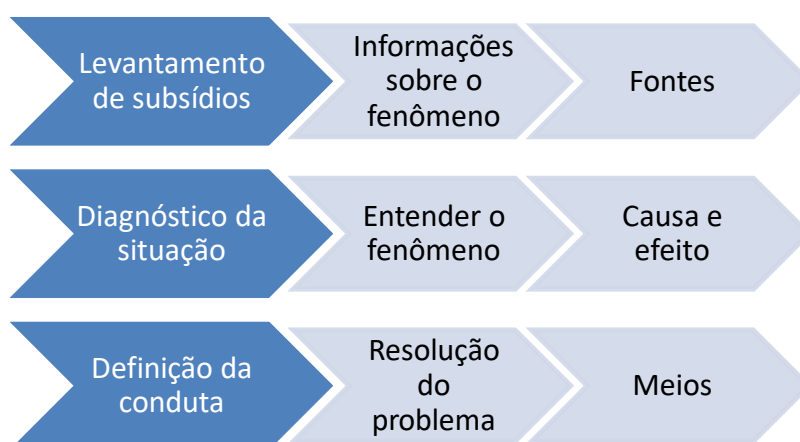 Levantamento
de subsídios
Informações
sobre o
fenômeno
Fontes
Diagnóstico da
situação
Entender o
fenômeno
Causa e
efeito
Definição da
conduta
Resolução
do
problema
Meios